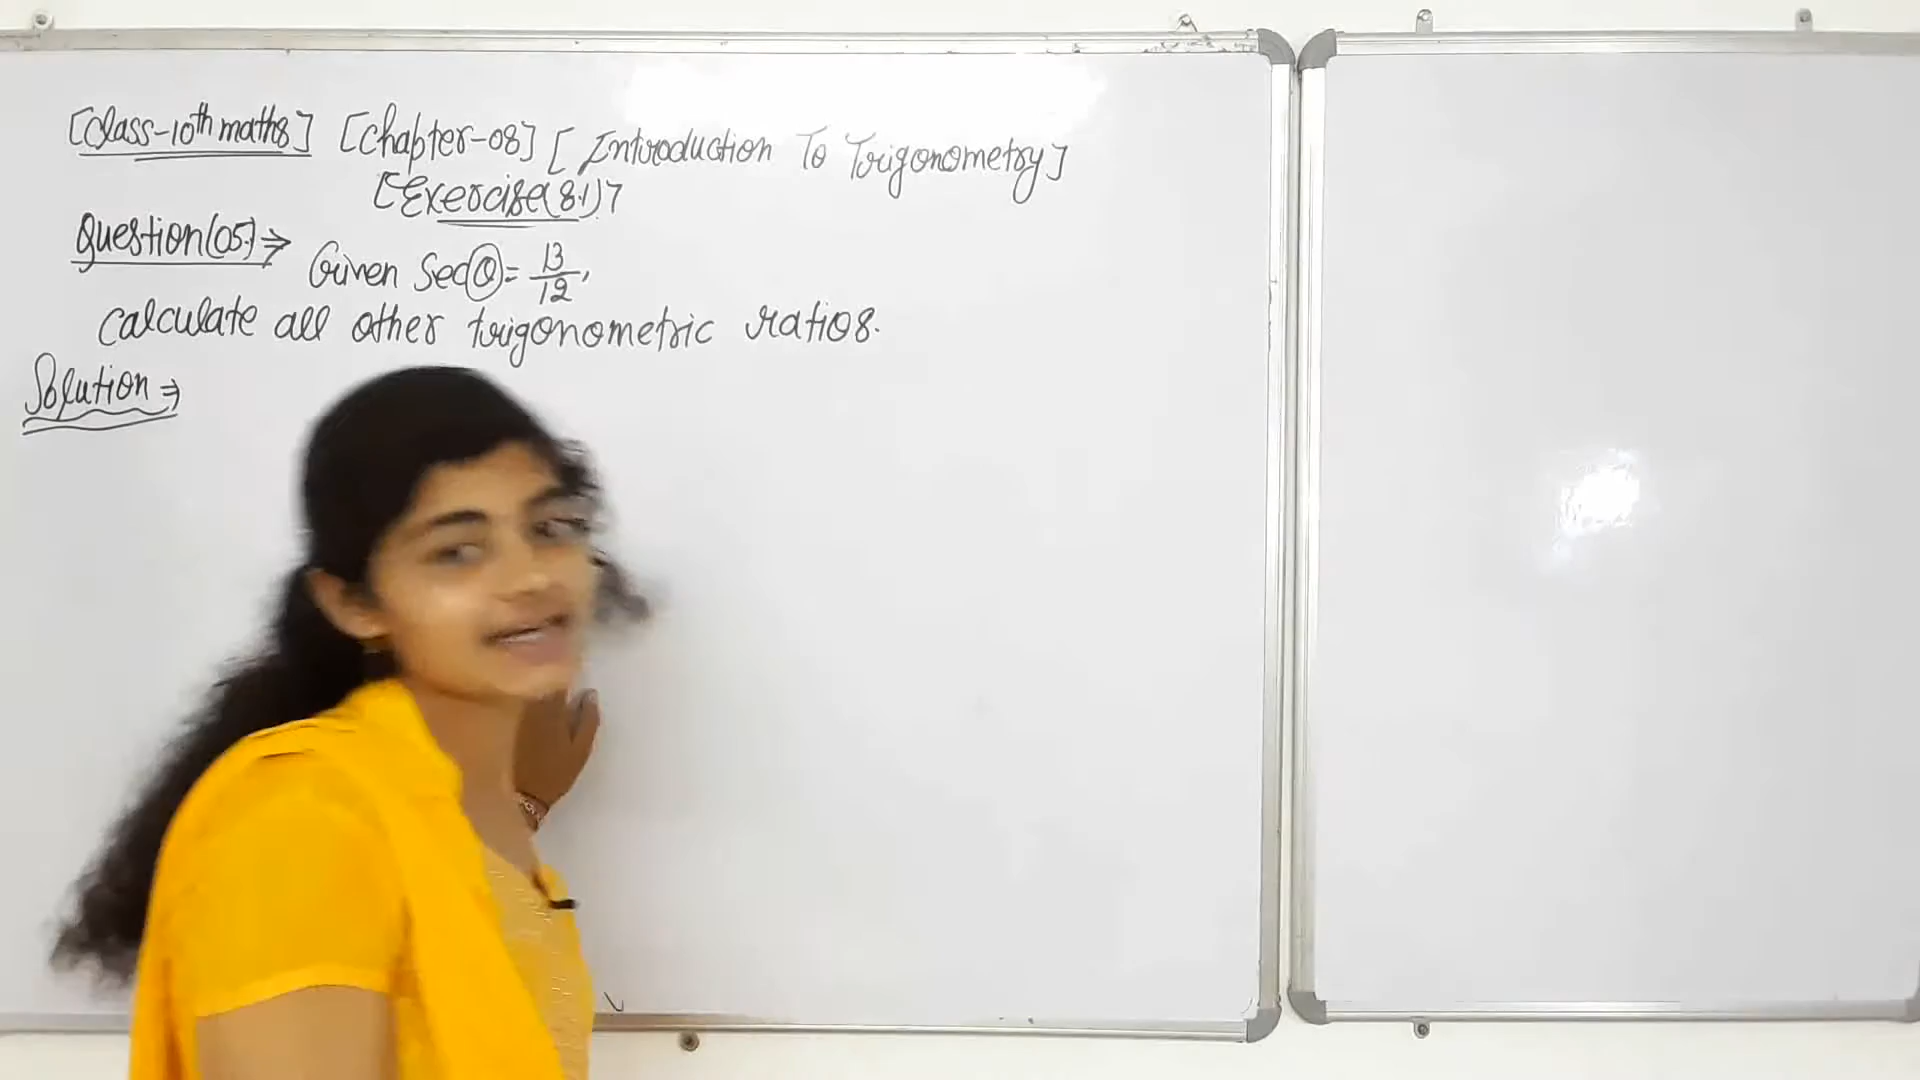 [Class-10th maths] [Chapter-08] [Introduction To Trigonometry]
[Exercise(8.1)]
Question(05)⇒ Given Secθ = 13/12,
Calculate all other trigonometric ratios.
Solution ⇒